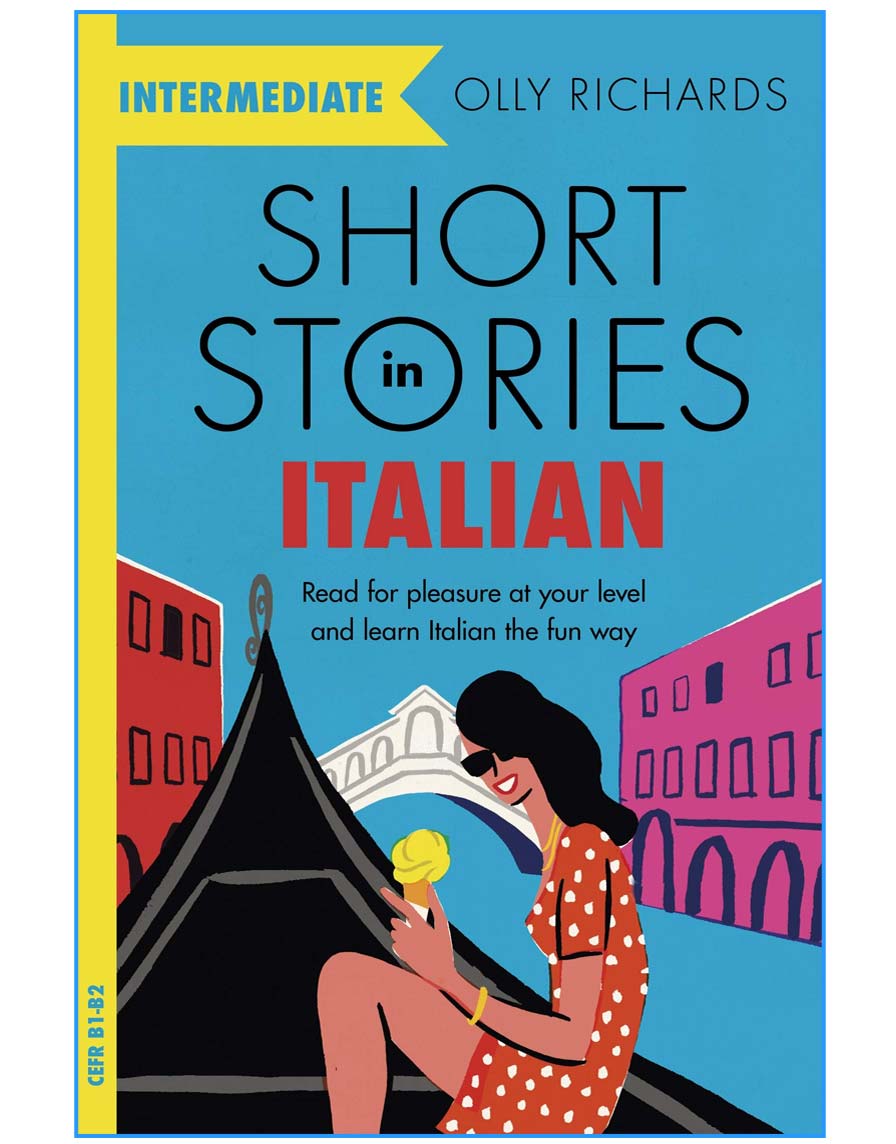 INTERMEDIATE
OLLY RICHARDS
SHORT
STORIES
in
ITALIAN
Read for pleasure at your level
and learn Italian the fun way
CEFR B1-B2